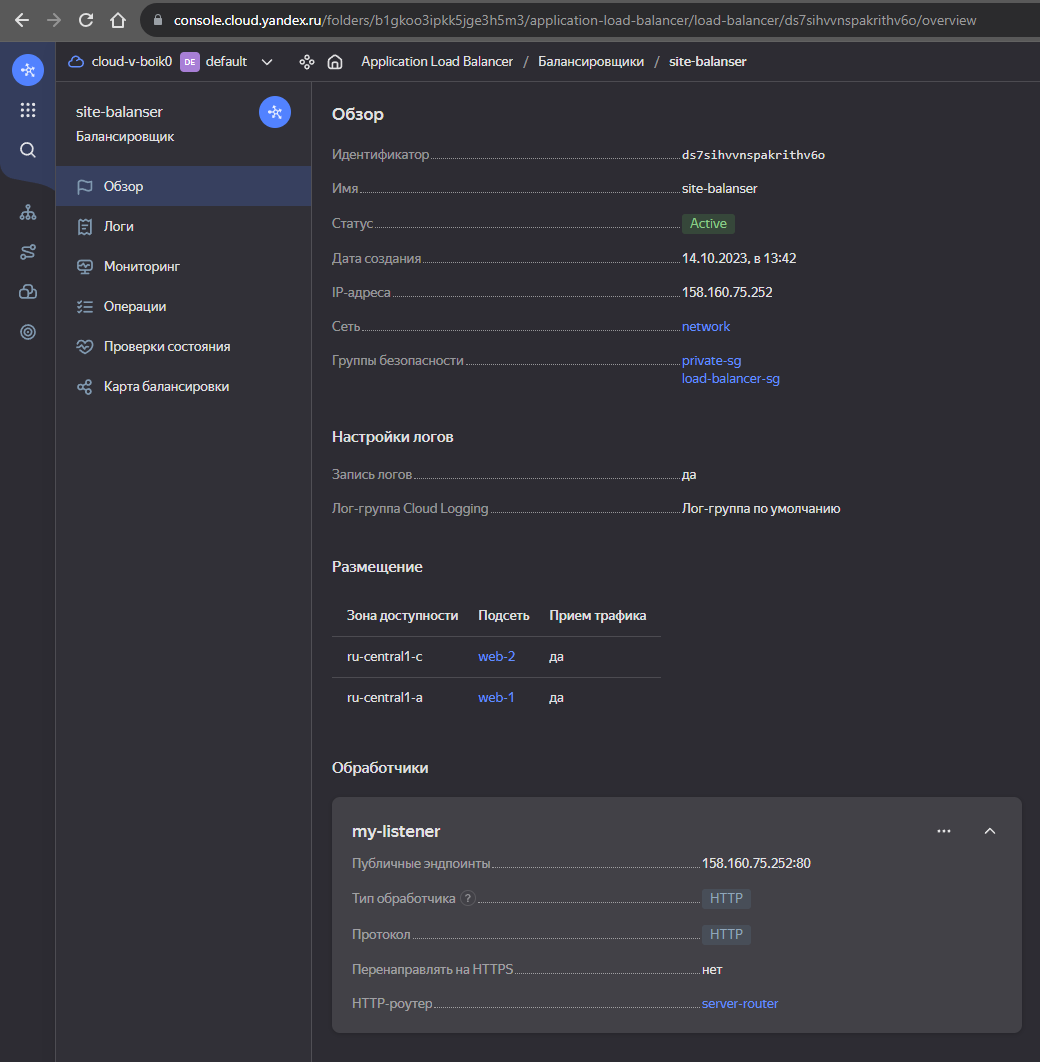 console.cloud.yandex.ru/folders/b1gkoo3ipkk5jge3h5m3/application-load-balancer/load-balancer/ds7sihvvnspakrithv6o/overview
cloud-v-boik0 DE default Application Load Balancer / Балансировщики / site-balanser
site-balanser
Балансировщик
Обзор
Логи
Мониторинг
Операции
Проверки состояния
Карта балансировки
Обзор
Идентификатор ds7sihvvnspakrithv6o
Имя site-balanser
Статус Active
Дата создания 14.10.2023, в 13:42
IP-адреса 158.160.75.252
Сеть network
Группы безопасности private-sg
load-balancer-sg
Настройки логов
Запись логов да
Лог-группа Cloud Logging Лог-группа по умолчанию
Размещение
Зона доступности Подсеть Прием трафика
ru-central1-c web-2 да
ru-central1-a web-1 да
Обработчики
my-listener
Публичные эндпоинты 158.160.75.252:80
Тип обработчика ? HTTP
Протокол HTTP
Перенаправлять на HTTPS нет
HTTP-роутер server-router